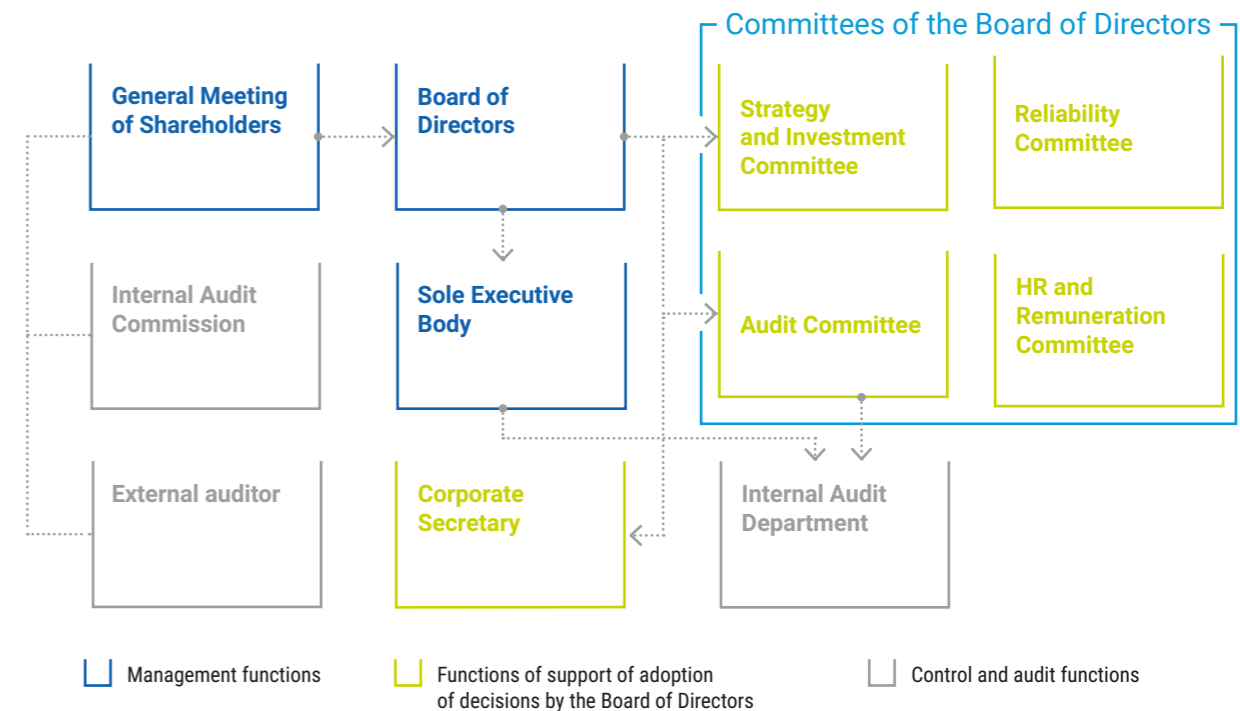 Committees of the Board of Directors
General Meeting
of Shareholders
Board of
Directors
Strategy
and Investment
Committee
Reliability
Committee
Internal Audit
Commission
Sole Executive
Body
Audit Committee
HR and
Remuneration
Committee
External auditor
Corporate
Secretary
Internal Audit
Department
Management functions
Functions of support of adoption
of decisions by the Board of Directors
Control and audit functions